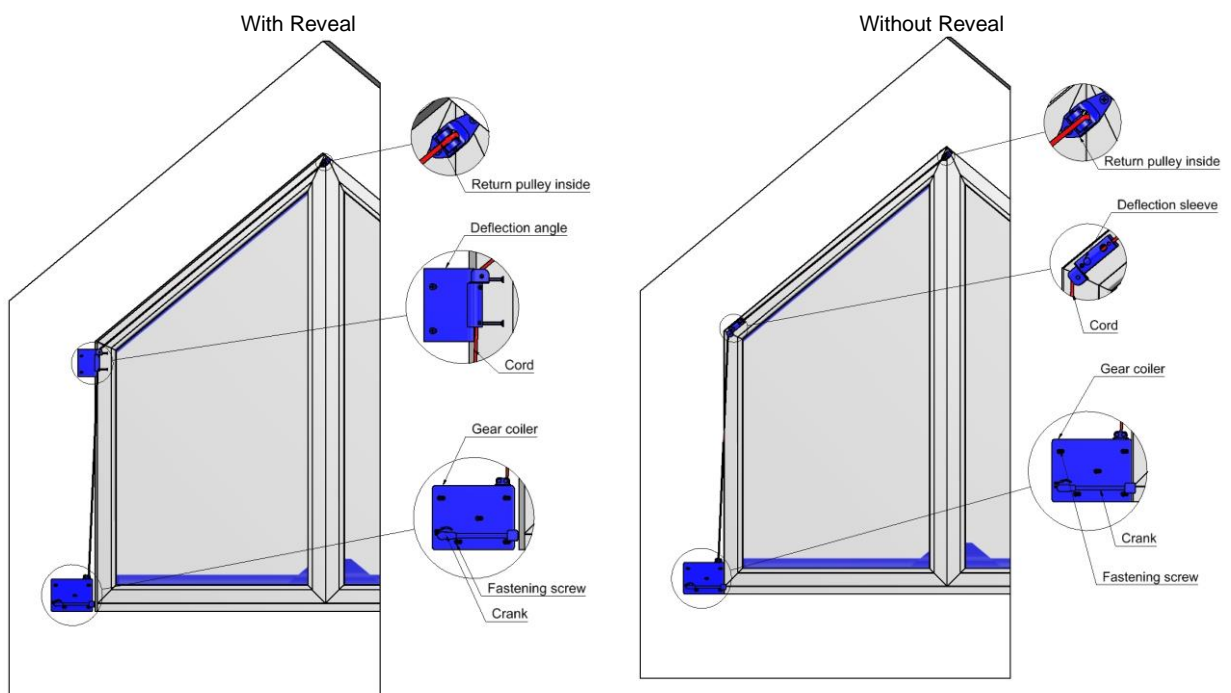 With Reveal
Return pulley inside
Deflection angle
Cord
Gear coiler
Fastening screw
Crank
Without Reveal
Return pulley inside
Deflection sleeve
Cord
Gear coiler
Crank
Fastening screw